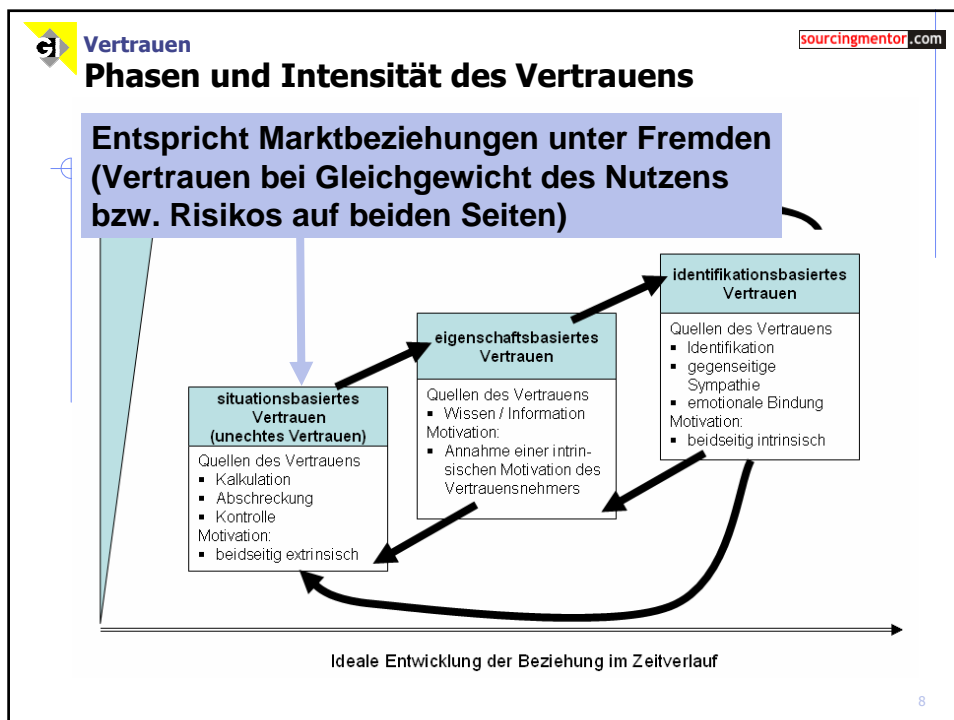 GI
Vertrauen
sourcingmentor.com
Phasen und Intensität des Vertrauens
Entspricht Marktbeziehungen unter Fremden
(Vertrauen bei Gleichgewicht des Nutzens
bzw. Risikos auf beiden Seiten)
situationsbasiertes
Vertrauen
(unechtes Vertrauen)
Quellen des Vertrauens
▪ Kalkulation
▪ Abschreckung
▪ Kontrolle
Motivation:
▪ beidseitig extrinsisch
eigenschaftsbasiertes
Vertrauen
Quellen des Vertrauens
▪ Wissen / Information
Motivation:
▪ Annahme einer intrin-
sischen Motivation des
Vertrauensnehmers
identifikationsbasiertes
Vertrauen
Quellen des Vertrauens
▪ Identifikation
▪ gegenseitige
Sympathie
▪ emotionale Bindung
Motivation:
▪ beidseitig intrinsisch
Ideale Entwicklung der Beziehung im Zeitverlauf
8